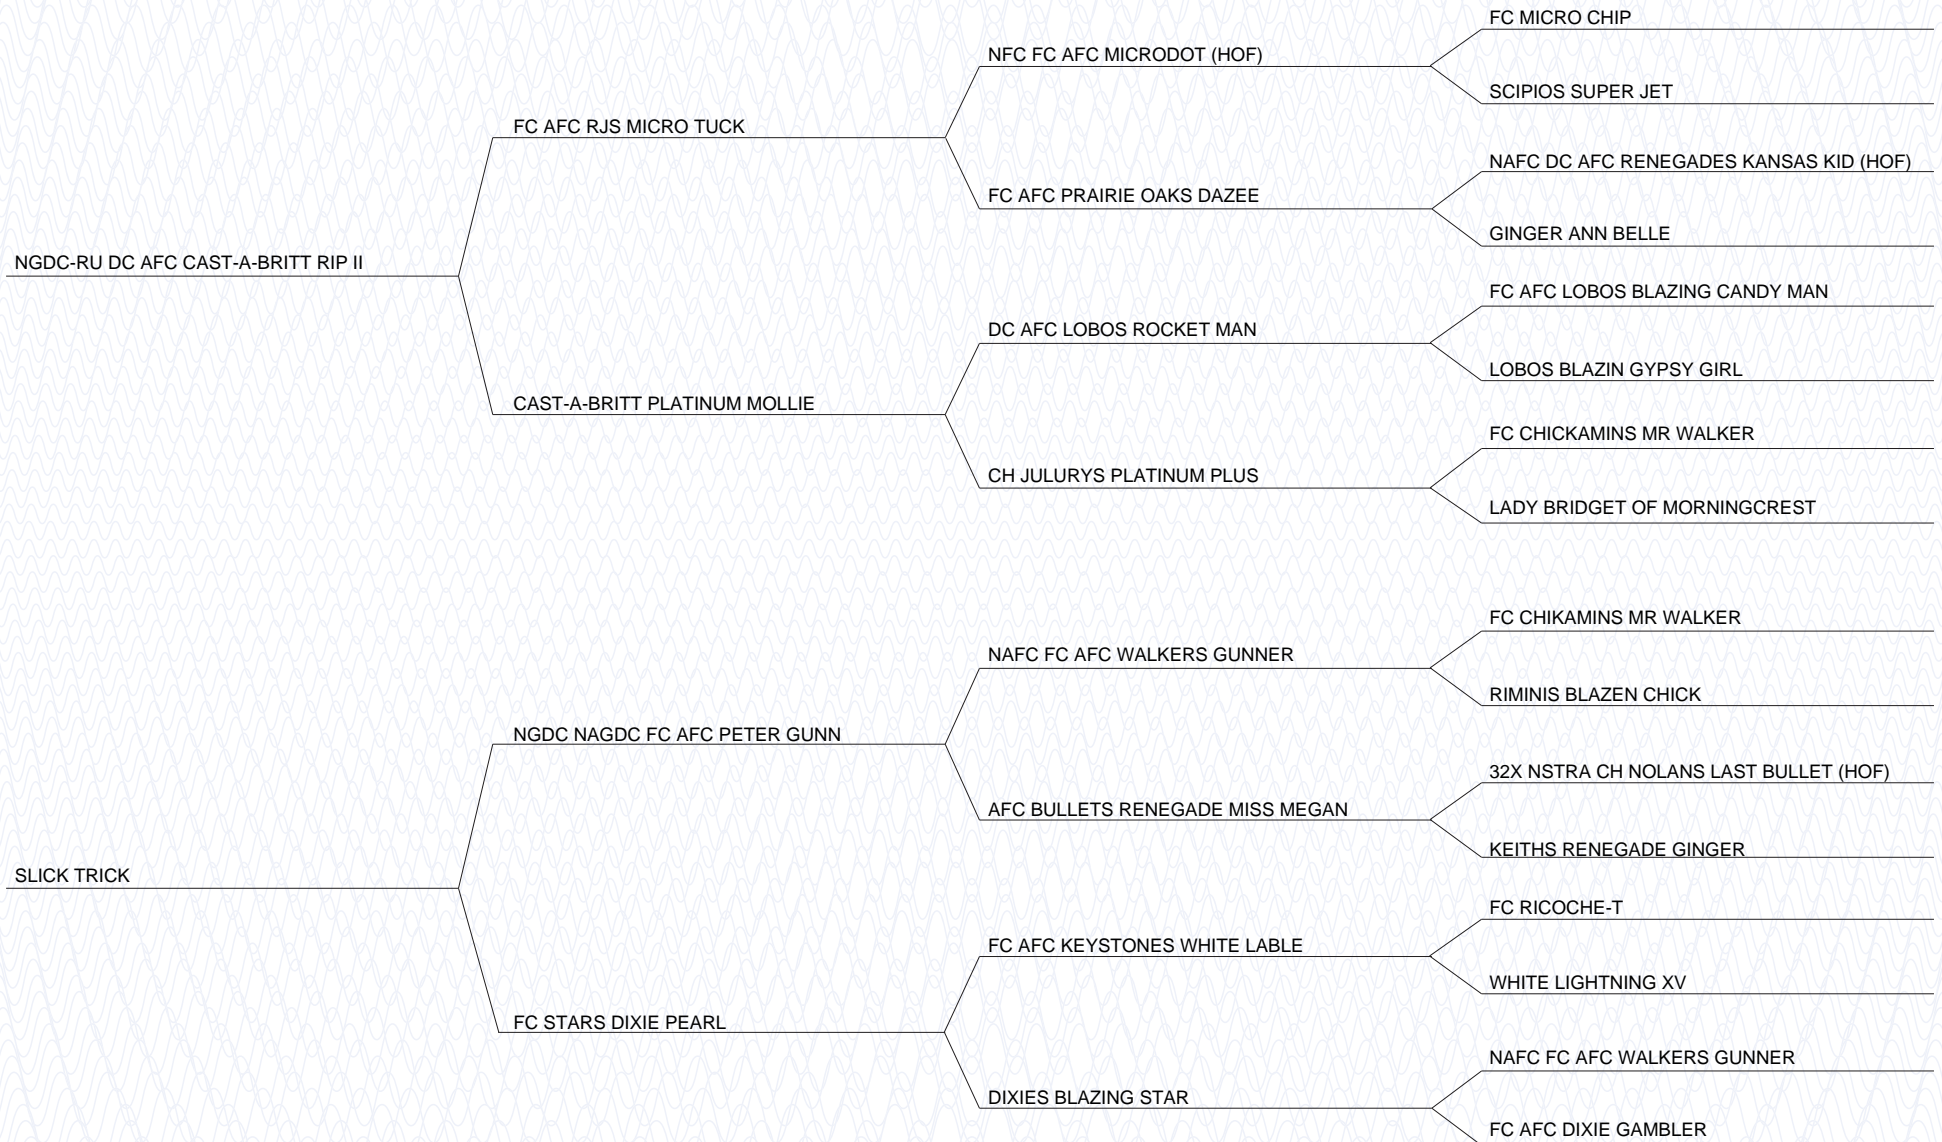 FC MICRO CHIP
NFC FC AFC MICRODOT (HOF)
SCIPIOS SUPER JET
FC AFC RJS MICRO TUCK
NAFC DC AFC RENEGADES KANSAS KID (HOF)
FC AFC PRAIRIE OAKS DAZEE
GINGER ANN BELLE
NGDC-RU DC AFC CAST-A-BRITT RIP II
FC AFC LOBOS BLAZING CANDY MAN
DC AFC LOBOS ROCKET MAN
LOBOS BLAZIN GYPSY GIRL
CAST-A-BRITT PLATINUM MOLLIE
FC CHICKAMINS MR WALKER
CH JULURYS PLATINUM PLUS
LADY BRIDGET OF MORNINGCREST
FC CHIKAMINS MR WALKER
NAFC FC AFC WALKERS GUNNER
RIMINIS BLAZEN CHICK
NGDC NAGDC FC AFC PETER GUNN
32X NSTRA CH NOLANS LAST BULLET (HOF)
AFC BULLETS RENEGADE MISS MEGAN
KEITHS RENEGADE GINGER
SLICK TRICK
FC RICOCHE-T
FC AFC KEYSTONES WHITE LABLE
WHITE LIGHTNING XV
FC STARS DIXIE PEARL
NAFC FC AFC WALKERS GUNNER
DIXIES BLAZING STAR
FC AFC DIXIE GAMBLER